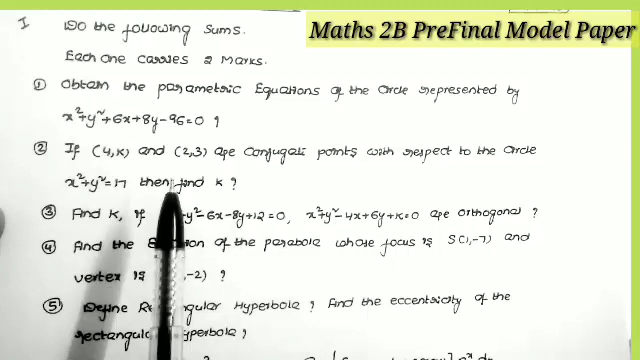 I Do the following Sums.
Maths 2B PreFinal Model Paper
Each one carries 2 Marks.
① Obtain the parametric Equations of the Circle represented by
x²+y²+6x+8y-96=0 ?
② If (4,K) and (2,3) are Conjugate points with respect to the Circle
x²+y²=17 then find K ?
③ Find K, if y²-6x-8y+12=0, x²+y²-4x+6y+K=0 are Orthogonal ?
④ Find the of the parabola whose focus is S(1,-7) and
vertex is ,-2) ?
⑤ Define Hyperbola ? Find the eccentricity of the
rectangular hyperbola ?